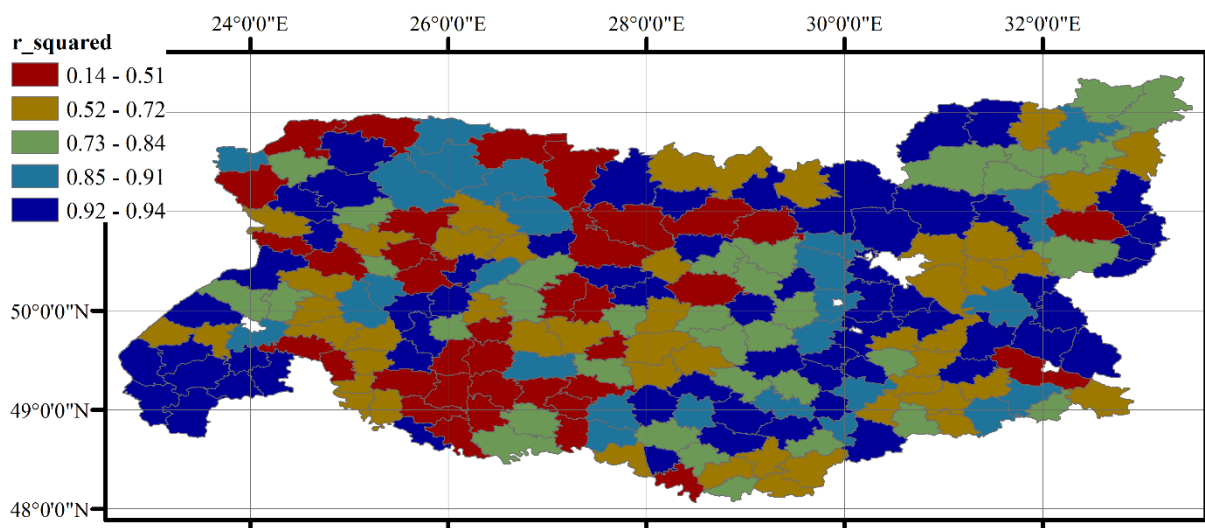 24°0'0"E 26°0'0"E 28°0'0"E 30°0'0"E 32°0'0"E
r_squared
0.14 - 0.51
0.52 - 0.72
0.73 - 0.84
0.85 - 0.91
0.92 - 0.94
50°0'0"N
49°0'0"N
48°0'0"N